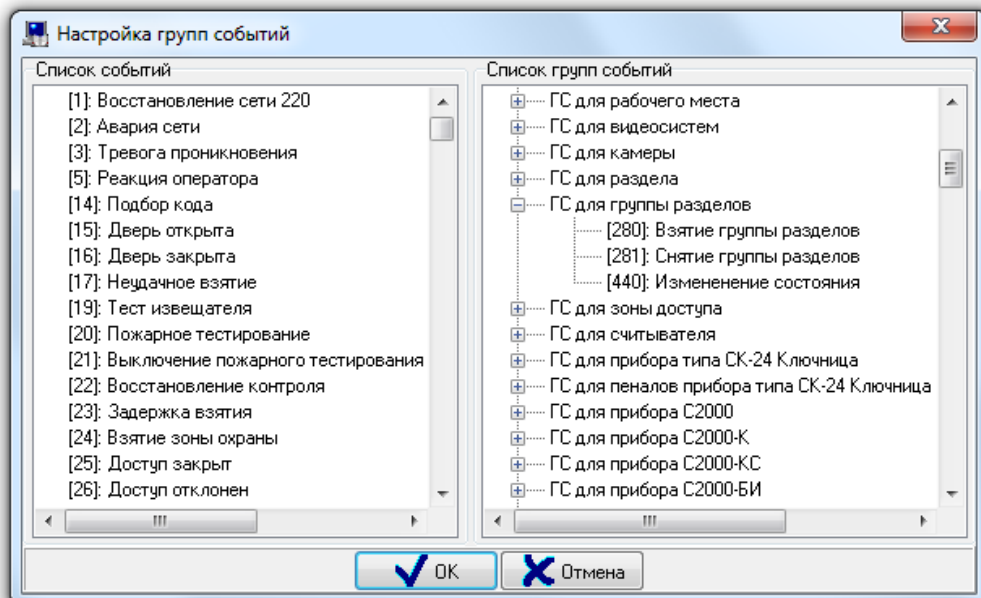 Настройка групп событий
Список событий
[1]: Восстановление сети 220
[2]: Авария сети
[3]: Тревога проникновения
[5]: Реакция оператора
[14]: Подбор кода
[15]: Дверь открыта
[16]: Дверь закрыта
[17]: Неудачное взятие
[19]: Тест извещателя
[20]: Пожарное тестирование
[21]: Выключение пожарного тестирования
[22]: Восстановление контроля
[23]: Задержка взятия
[24]: Взятие зоны охраны
[25]: Доступ закрыт
[26]: Доступ отклонен
Список групп событий
ГС для рабочего места
ГС для видеосистем
ГС для камеры
ГС для раздела
ГС для группы разделов
[280]: Взятие группы разделов
[281]: Снятие группы разделов
[440]: Измененение состояния
ГС для зоны доступа
ГС для считывателя
ГС для прибора типа СК-24 Ключница
ГС для пеналов прибора типа СК-24 Ключница
ГС для прибора С2000
ГС для прибора С2000-К
ГС для прибора С2000-КС
ГС для прибора С2000-БИ
OK
Отмена